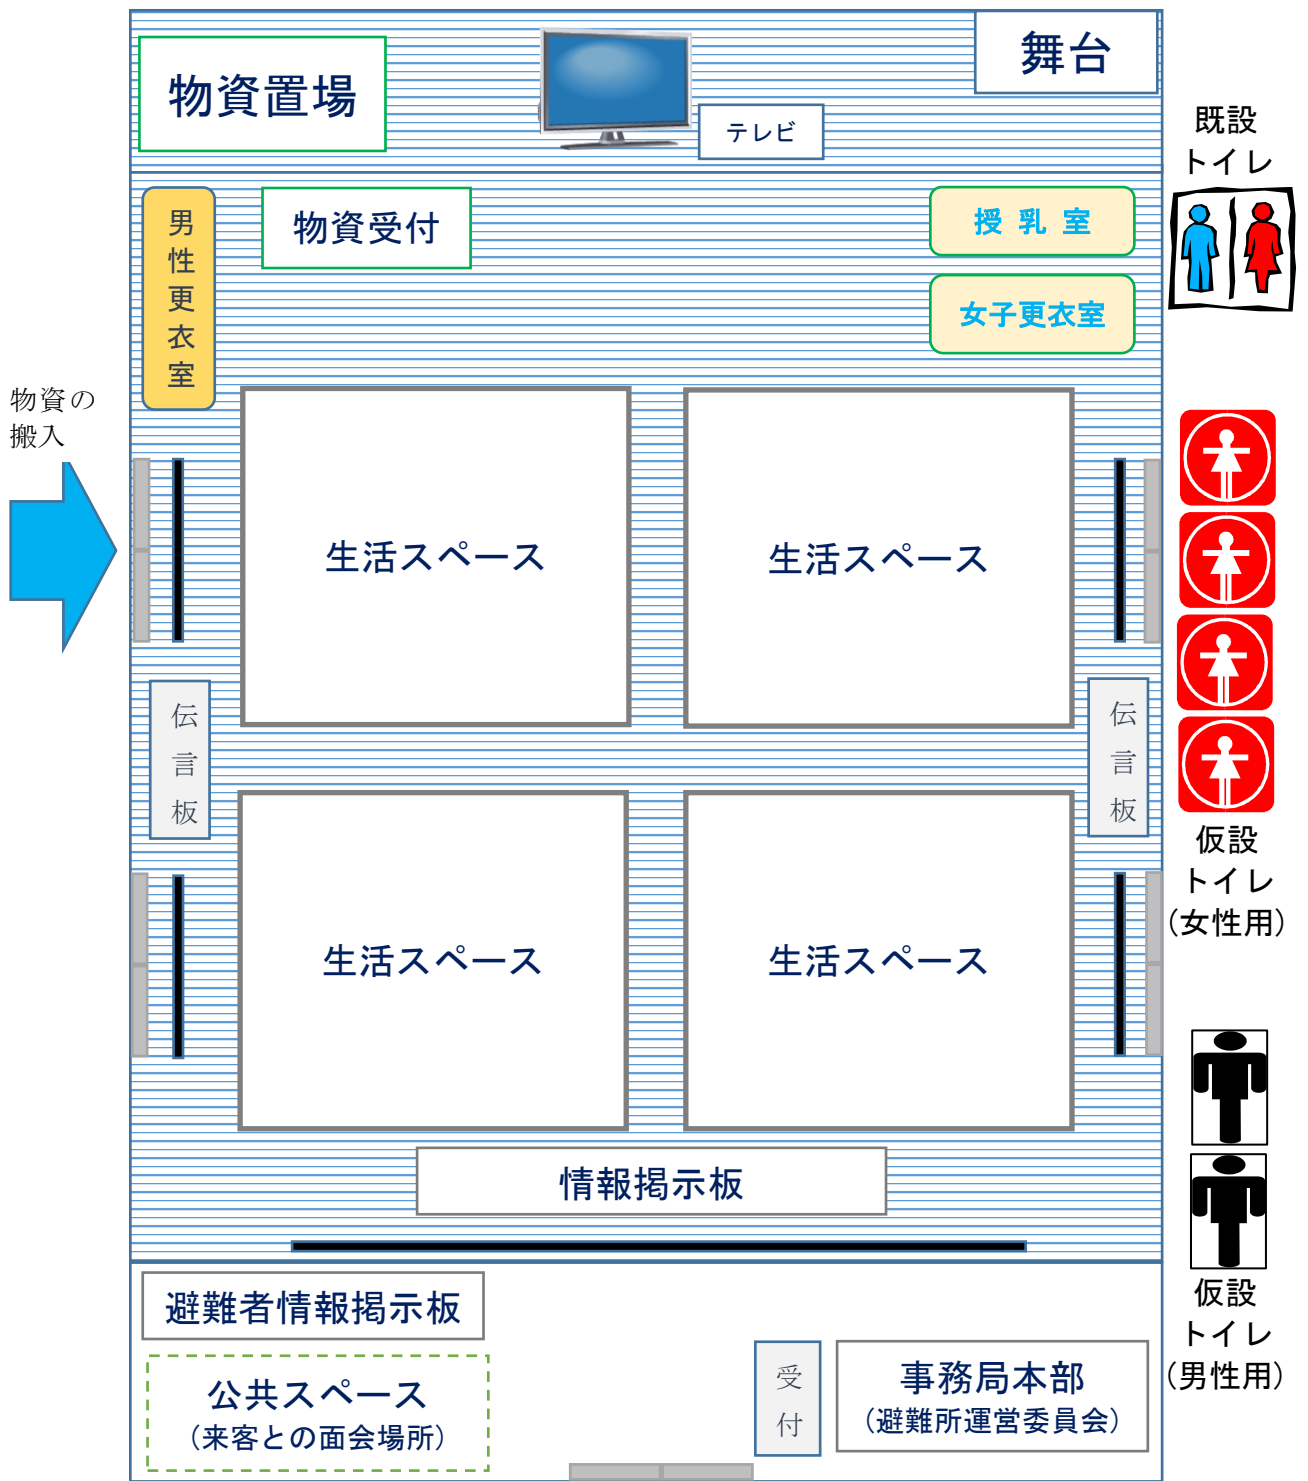 舞台
物資置場
テレビ
既設
トイレ
男性更衣室
物資受付
授乳室
女子更衣室
物資の
搬入
生活スペース
生活スペース
伝言板
伝言板
仮設
トイレ
(女性用)
生活スペース
生活スペース
情報掲示板
避難者情報掲示板
仮設
トイレ
(男性用)
公共スペース
(来客との面会場所)
受付
事務局本部
(避難所運営委員会)